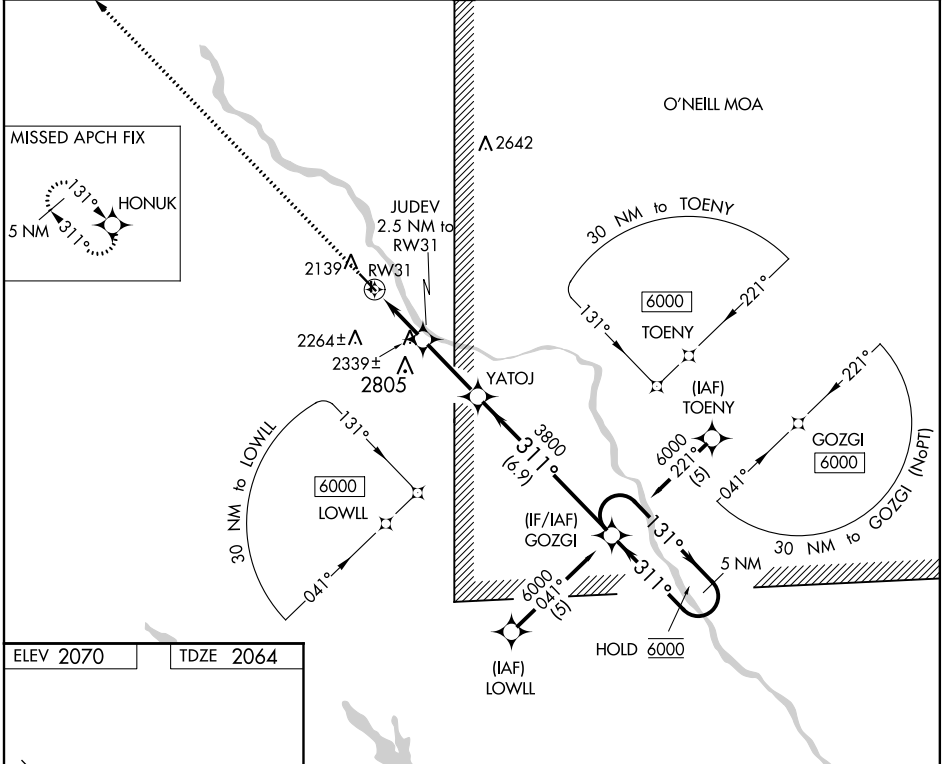 O'NEILL MOA
MISSED APCH FIX
131°
HONUK
5 NM
311°
2642
JUDEV
2.5 NM to
RW31
2139
RW31
30 NM to TOENY
6000
TOENY
131°
221°
2264±
2339±
2805
YATOJ
(IAF)
TOENY
221°
GOZGI
6000
041°
30 NM to GOZGI (NoPT)
131°
30 NM to LOWLL
6000
LOWLL
041°
3800
311°
(6.9)
6000
221°
(5)
(IF/IAF)
GOZGI
131°
5 NM
311°
6000
041°
(5)
HOLD 6000
(IAF)
LOWLL
ELEV 2070
TDZE 2064